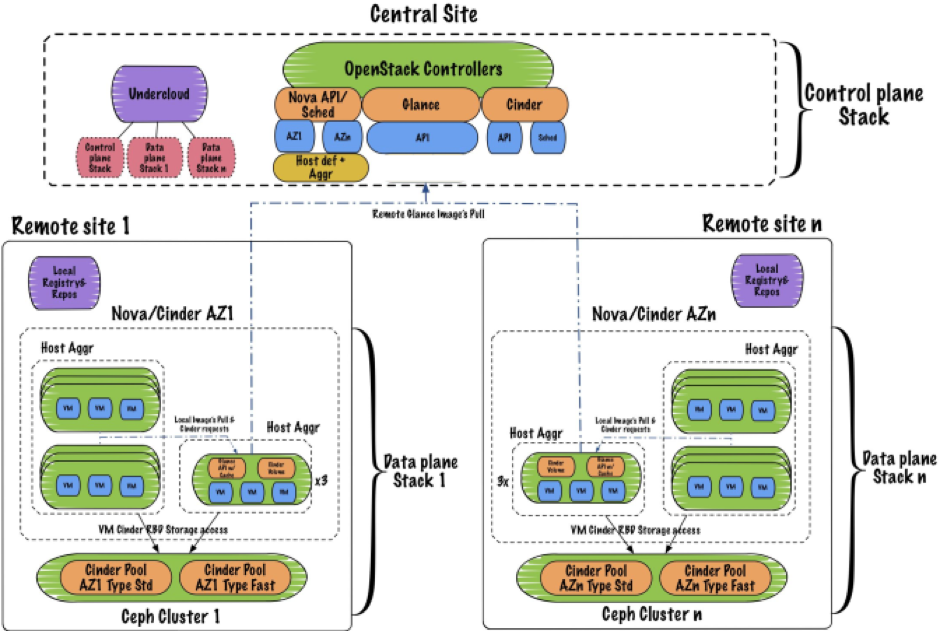 Central Site
OpenStack Controllers
Undercloud
Control
plane
Stack
Data
plane
Stack 1
Data
plane
Stack n
Nova API/
Sched
Glance
Cinder
AZ1
AZn
API
API
Sched
Host def +
Aggr
Control plane
Stack
Remote Glance Image's Pull
Remote site 1
Local
Registry&
Repos
Nova/Cinder AZ1
Host Aggr
VM
VM
VM
VM
VM
VM
Local Image's Pull &
Cinder requests
Host Aggr
Glance
API w/
Cache
Cinder
Volume
VM
VM
VM
x3
VM Cinder RBD Storage access
Cinder Pool
AZ1 Type Std
Cinder Pool
AZ1 Type Fast
Ceph Cluster 1
Data plane
Stack 1
Remote site n
Local
Registry&
Repos
Nova/Cinder AZn
Host Aggr
VM
VM
VM
Local Image's Pull &
Cinder requests
Host Aggr
Cinder
Volume
Glance
API w/
Cache
VM
VM
VM
3x
VM
VM
VM
VM Cinder RBD Storage access
Cinder Pool
AZn Type Std
Cinder Pool
AZn Type Fast
Ceph Cluster n
Data plane
Stack n